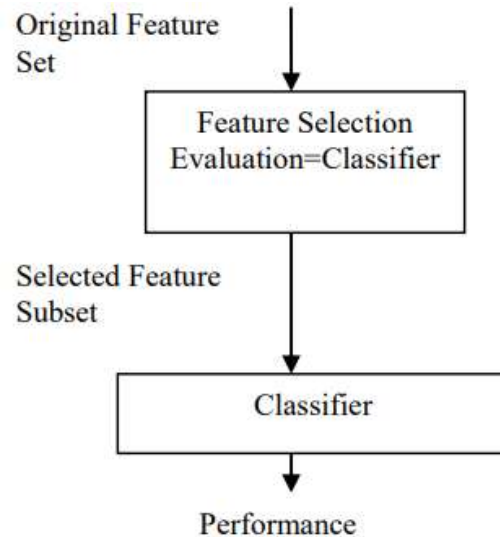 Original Feature
Set
Feature Selection
Evaluation=Classifier
Selected Feature
Subset
Classifier
Performance